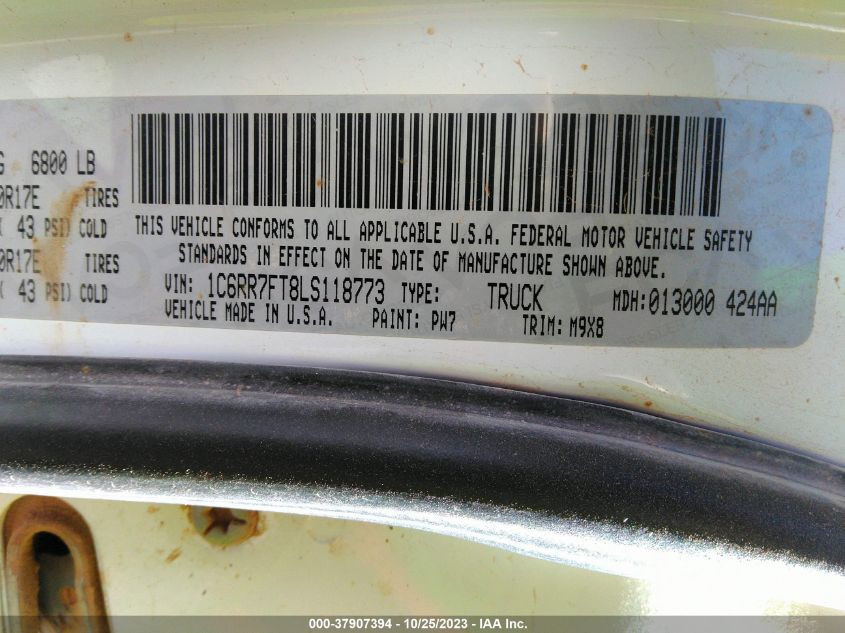 6800 LB
0R17E TIRES
43 PSI) COLD
0R17E TIRES
43 PSI) COLD
THIS VEHICLE CONFORMS TO ALL APPLICABLE U.S.A. FEDERAL MOTOR VEHICLE SAFETY
STANDARDS IN EFFECT ON THE DATE OF MANUFACTURE SHOWN ABOVE.
VIN: 1C6RR7FT8LS118773 TYPE: TRUCK MDH:013000 424AA
VEHICLE MADE IN U.S.A. PAINT: PW7 TRIM: M9X8
000-37907394 - 10/25/2023 - IAA Inc.